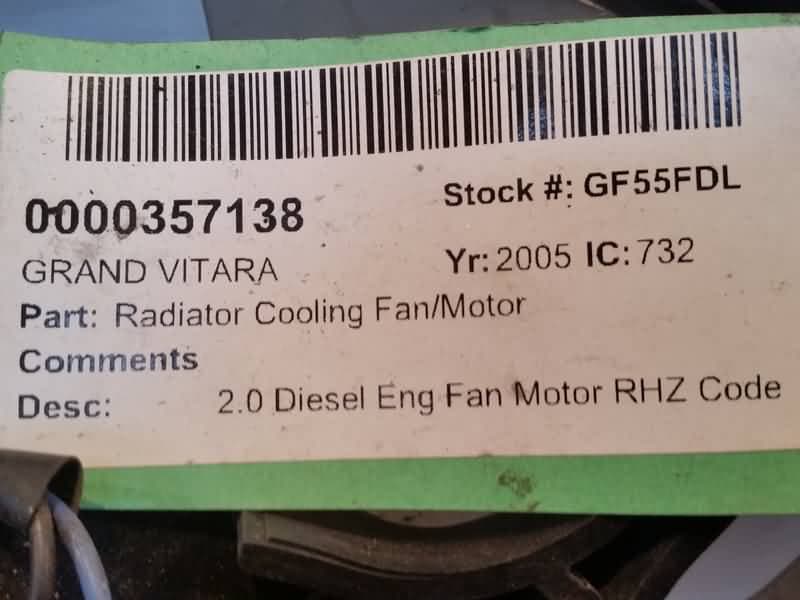 0000357138
Stock #: GF55FDL
GRAND VITARA
Yr: 2005 IC: 732
Part: Radiator Cooling Fan/Motor
Comments
Desc: 2.0 Diesel Eng Fan Motor RHZ Code